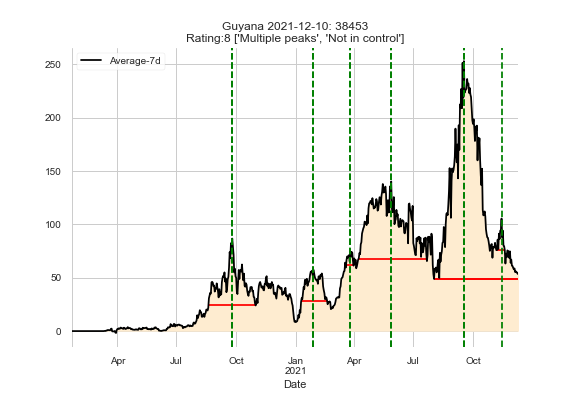 Guyana 2021-12-10: 38453
Rating:8 ['Multiple peaks', 'Not in control']
Average-7d
250
200
150
100
50
0
Apr Jul Oct Jan Apr Jul Oct
2021
Date